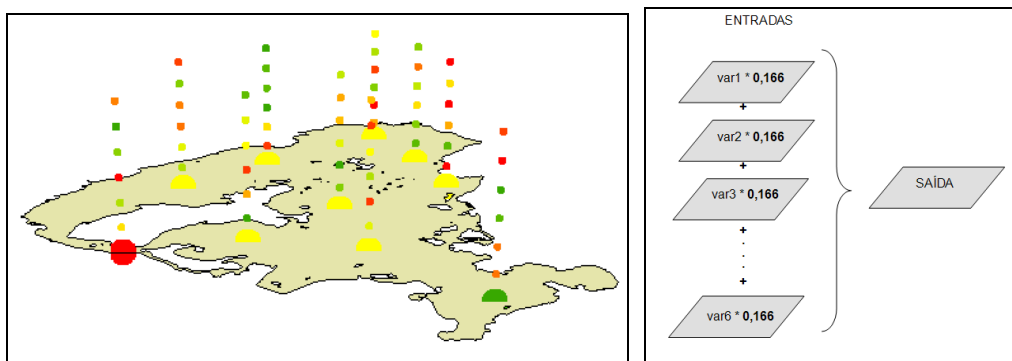 ENTRADAS
var1 * 0,166
+
var2 * 0,166
+
var3 * 0,166
+
.
.
.
+
var6 * 0,166
SAÍDA